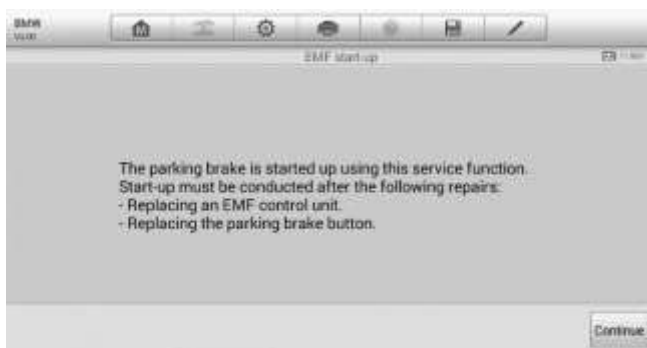 BMW
EMF start-up
The parking brake is started up using this service function.
Start-up must be conducted after the following repairs:
- Replacing an EMF control unit.
- Replacing the parking brake button.
Continue